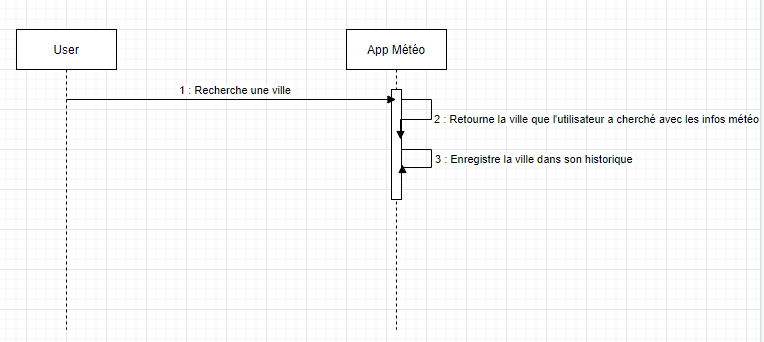 User
App Météo
1 : Recherche une ville
2 : Retourne la ville que l'utilisateur a cherché avec les infos météo
3 : Enregistre la ville dans son historique